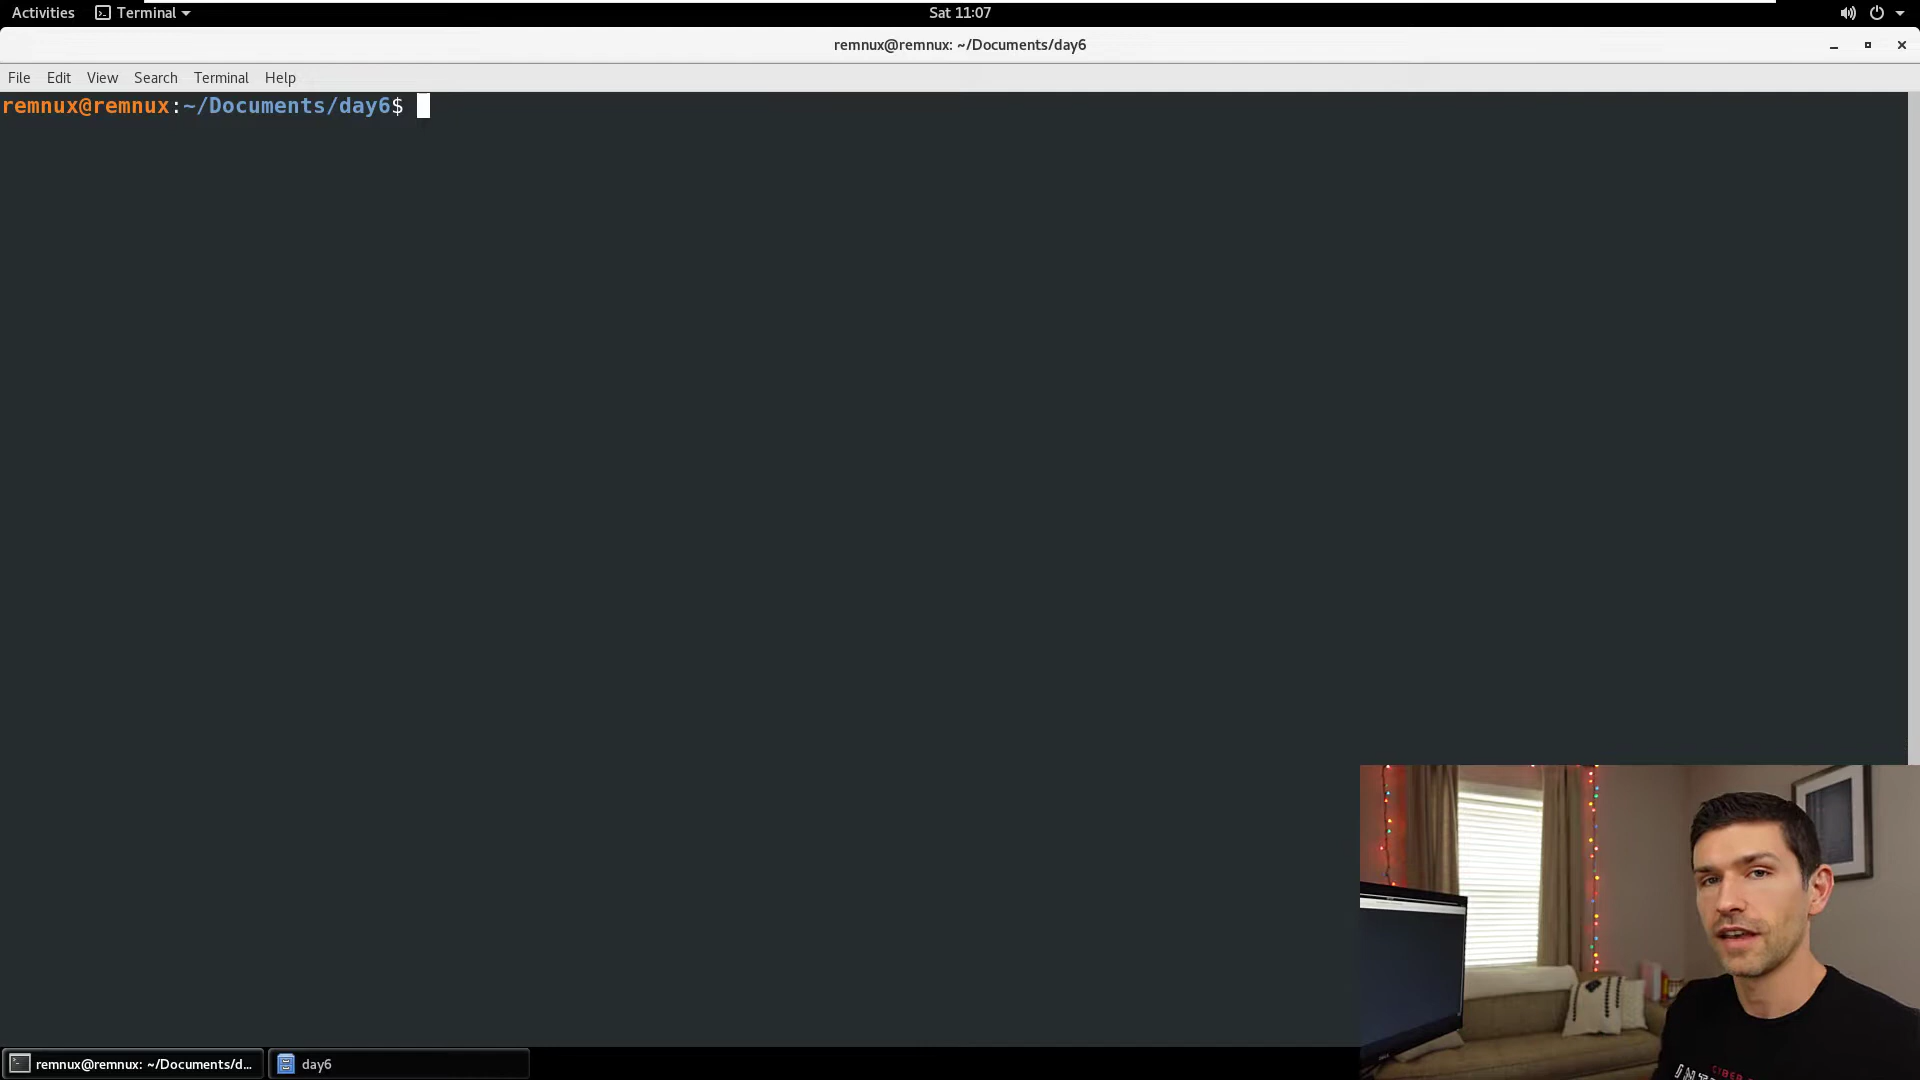 Activities Terminal Sat 11:07
remnux@remnux: ~/Documents/day6
File Edit View Search Terminal Help
remnux@remnux:~/Documents/day6$
CIBER
remnux@remnux: ~/Documents/d... day6